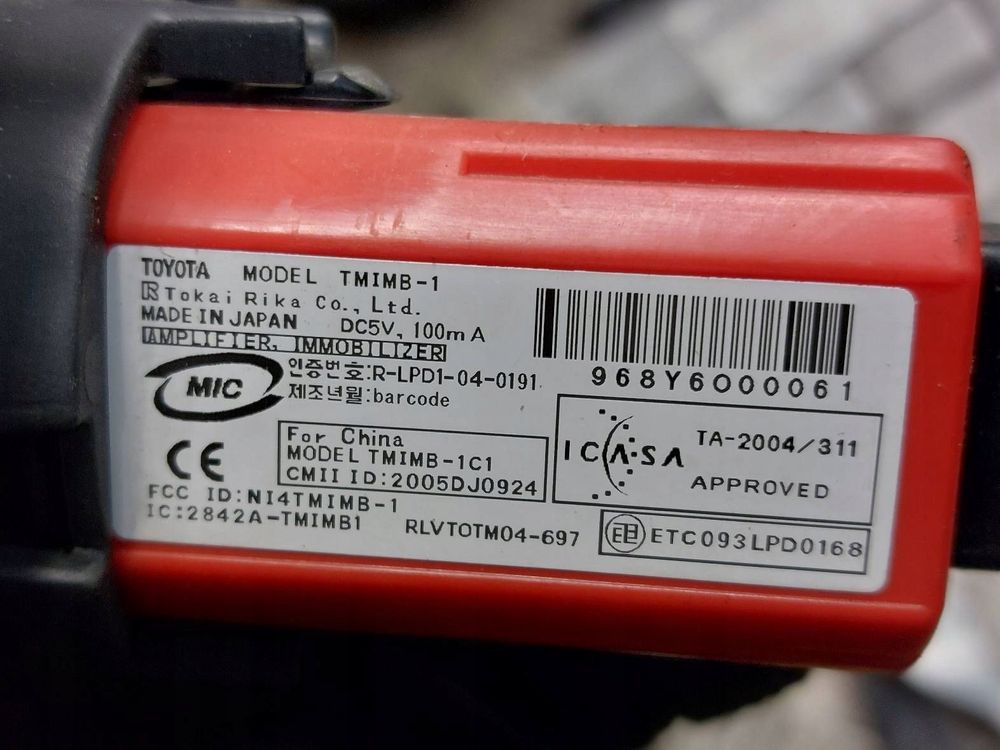 TOYOTA MODEL TMIMB-1
R Tokai Rika Co., Ltd.
MADE IN JAPAN DC5V, 100mA
AMPLIFIER, IMMOBILIZER
MIC
인증번호:R-LPD1-04-0191
제조년월:barcode
968Y6000061
CE
For China
MODEL TMIMB-1C1
CMII ID:2005DJ0924
ICASA
TA-2004/311
APPROVED
FCC ID:NI4TMIMB-1
IC:2842A-TMIMB1
RLVTOTM04-697
ETC093LPD0168